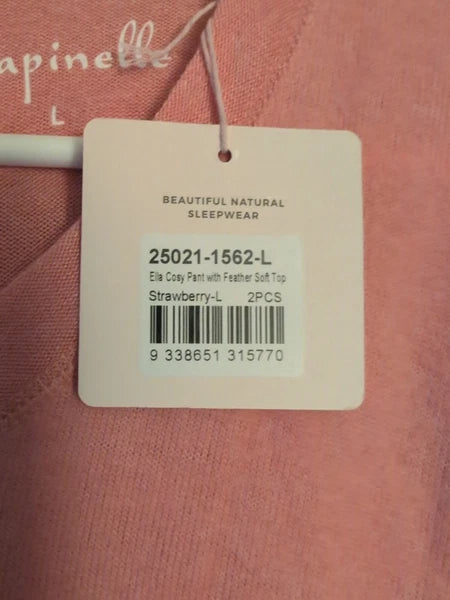 apinelle
L
BEAUTIFUL NATURAL
SLEEPWEAR
25021-1562-L
Ella Cosy Pant with Feather Soft Top
Strawberry-L 2PCS
9 338651 315770